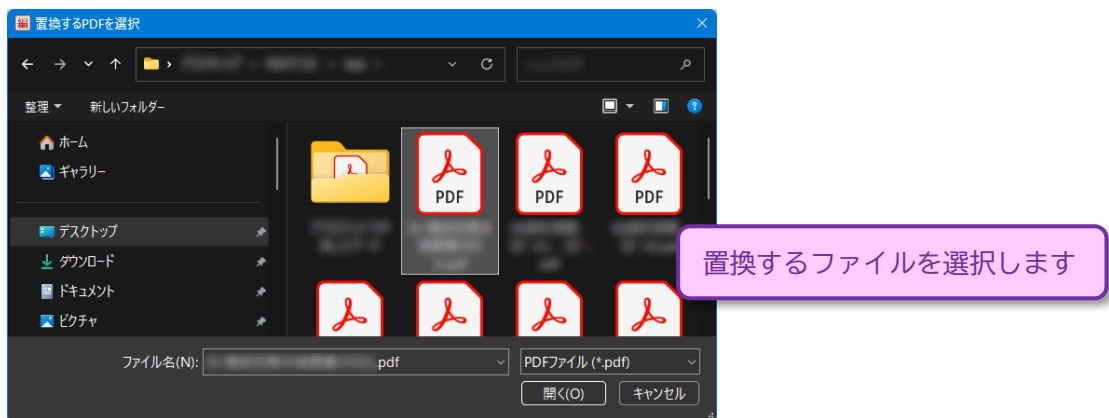 編 置換するPDFを選択
整理 新しいフォルダー
ホーム
ギャラリー
デスクトップ
ダウンロード
ドキュメント
ピクチャ
PDF PDF PDF
置換するファイルを選択します
ファイル名(N): .pdf PDFファイル (*.pdf)
開く(O) キャンセル